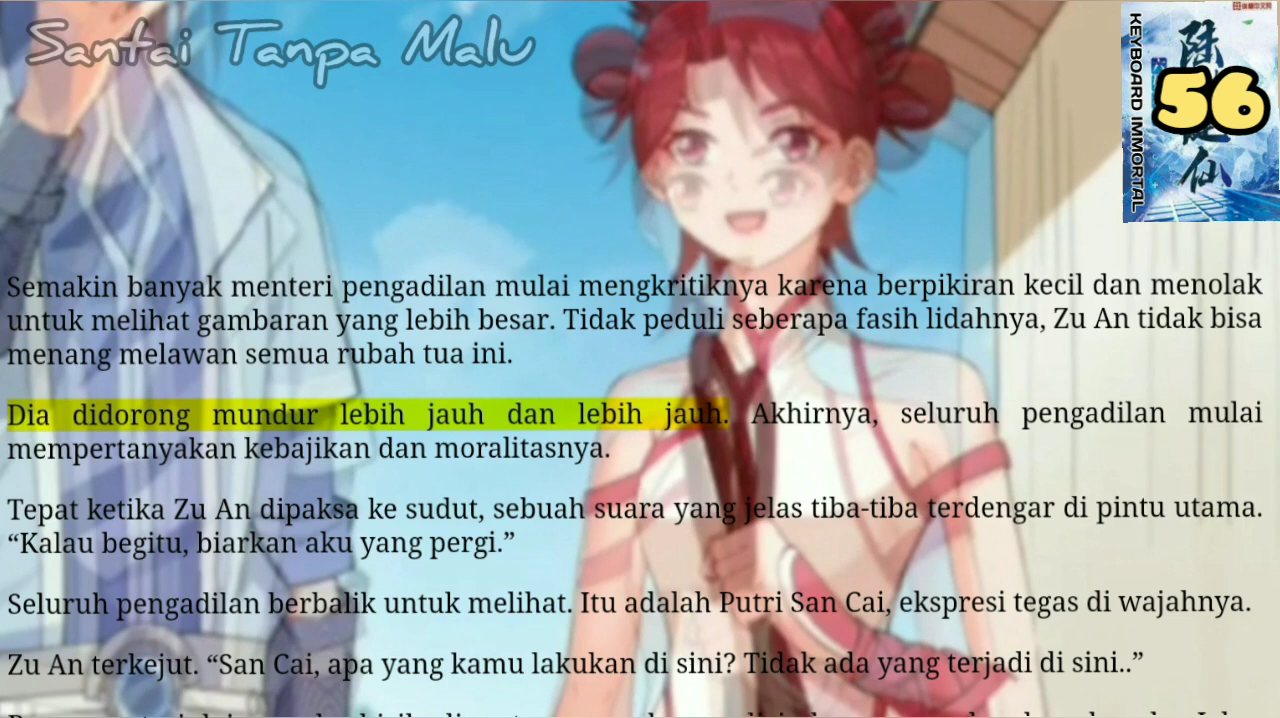 Santai Tanpa Malu
KEYBOARD IMMORTAL
56
仙
Semakin banyak menteri pengadilan mulai mengkritiknya karena berpikiran kecil dan menolak
untuk melihat gambaran yang lebih besar. Tidak peduli seberapa fasih lidahnya, Zu An tidak bisa
menang melawan semua rubah tua ini.
Dia didorong mundur lebih jauh dan lebih jauh. Akhirnya, seluruh pengadilan mulai
mempertanyakan kebajikan dan moralitasnya.
Tepat ketika Zu An dipaksa ke sudut, sebuah suara yang jelas tiba-tiba terdengar di pintu utama.
“Kalau begitu, biarkan aku yang pergi.”
Seluruh pengadilan berbalik untuk melihat. Itu adalah Putri San Cai, ekspresi tegas di wajahnya.
Zu An terkejut. “San Cai, apa yang kamu lakukan di sini? Tidak ada yang terjadi di sini..”